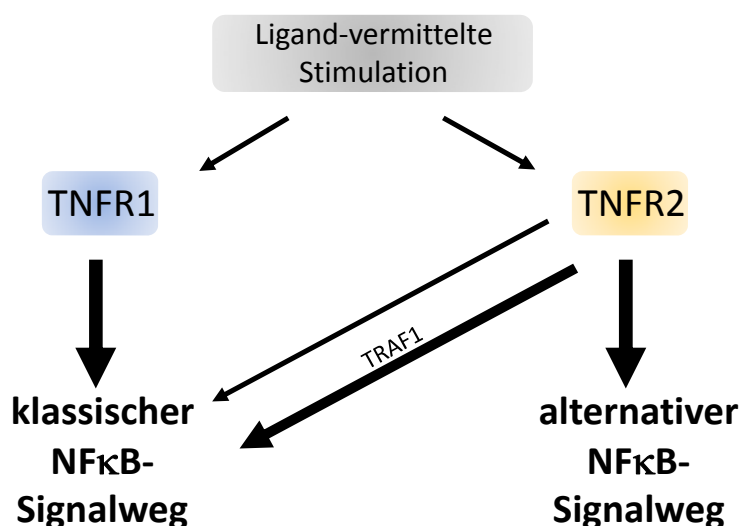 Ligand-vermittelte
Stimulation
TNFR1
TNFR2
TRAF1
klassischer
NFκB-
Signalweg
alternativer
NFκB-
Signalweg